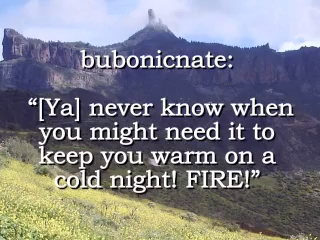 bubonicnate:
“[Ya] never know when
you might need it to
keep you warm on a
cold night! FIRE!”